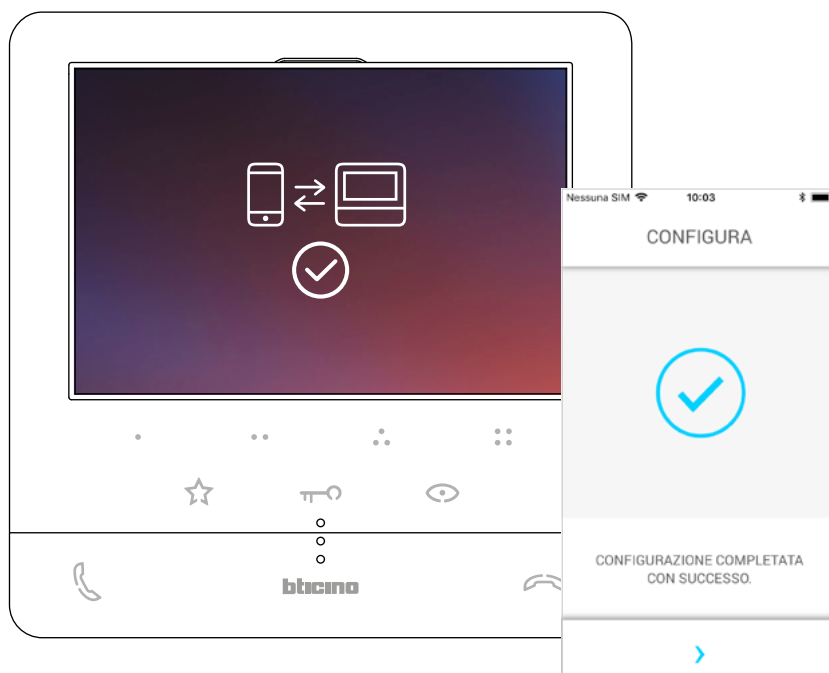 Nessuna SIM 10:03
CONFIGURA
CONFIGURAZIONE COMPLETATA
CON SUCCESSO.
bticino